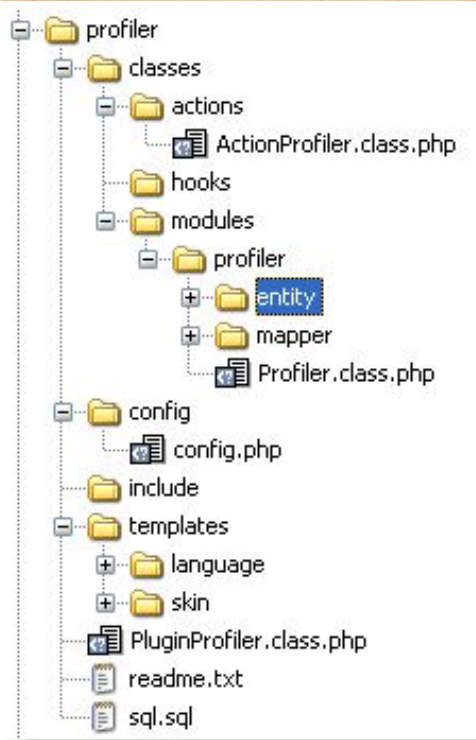 profiler
classes
actions
ActionProfiler.class.php
hooks
modules
profiler
entity
mapper
Profiler.class.php
config
config.php
include
templates
language
skin
PluginProfiler.class.php
readme.txt
sql.sql